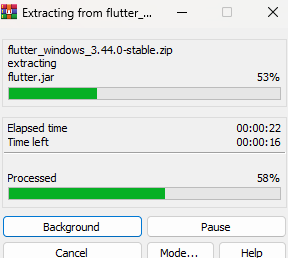 Extracting from flutter_...
flutter_windows_3.44.0-stable.zip
extracting
flutter.jar 53%
Elapsed time 00:00:22
Time left 00:00:16
Processed 58%
Background Pause
Cancel Mode... Help